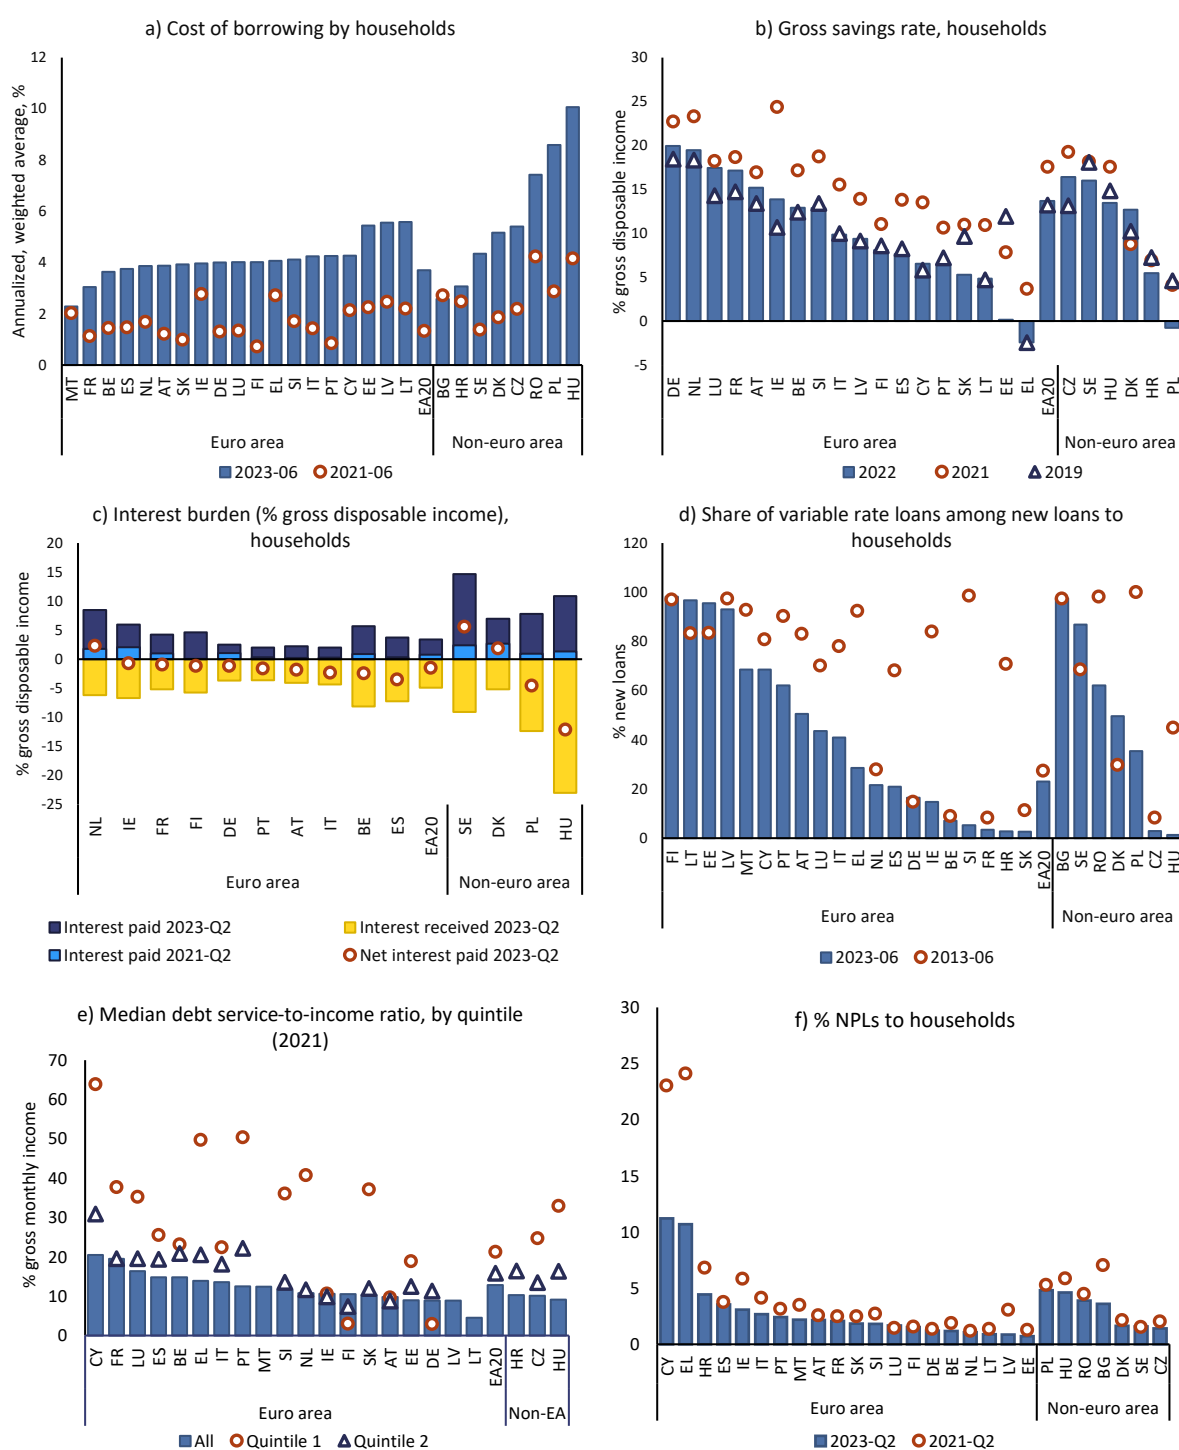 a) Cost of borrowing by households
Annualized, weighted average, %
12
10
8
6
4
2
0
MT FR BE ES NL AT SK IE DE LU FI EL SI IT PT CY EE LV LT EA20 BG HR SE DK CZ RO PL HU
Euro area Non-euro area
2023-06 2021-06
b) Gross savings rate, households
% gross disposable income
30
25
20
15
10
5
0
-5
DE NL LU FR AT IE BE SI IT LV FI ES CY PT SK LT EE EL EA20 CZ SE HU DK HR PL
Euro area Non-euro area
2022 2021 2019
c) Interest burden (% gross disposable income),
households
% gross disposable income
20
15
10
5
0
-5
-10
-15
-20
-25
NL IE FR FI DE PT AT IT BE ES EA20 SE DK PL HU
Euro area Non-euro area
Interest paid 2023-Q2 Interest received 2023-Q2
Interest paid 2021-Q2 Net interest paid 2023-Q2
d) Share of variable rate loans among new loans to
households
% new loans
120
100
80
60
40
20
0
FI LT EE LV MT CY PT AT LU IT EL NL ES DE IE BE SI FR HR SK EA20 BG SE RO DK PL CZ HU
Euro area Non-euro area
2023-06 2013-06
e) Median debt service-to-income ratio, by quintile
(2021)
% gross monthly income
70
60
50
40
30
20
10
0
CY FR LU ES BE EL IT PT MT SI NL IE FI SK AT EE DE LV LT EA20 HR CZ HU
Euro area Non-EA
All Quintile 1 Quintile 2
f) % NPLs to households
30
25
20
15
10
5
0
CY EL HR ES IE IT PT MT AT FR SK SI LU FI DE BE NL LT LV EE PL HU RO BG DK SE CZ
Euro area Non-euro area
2023-Q2 2021-Q2